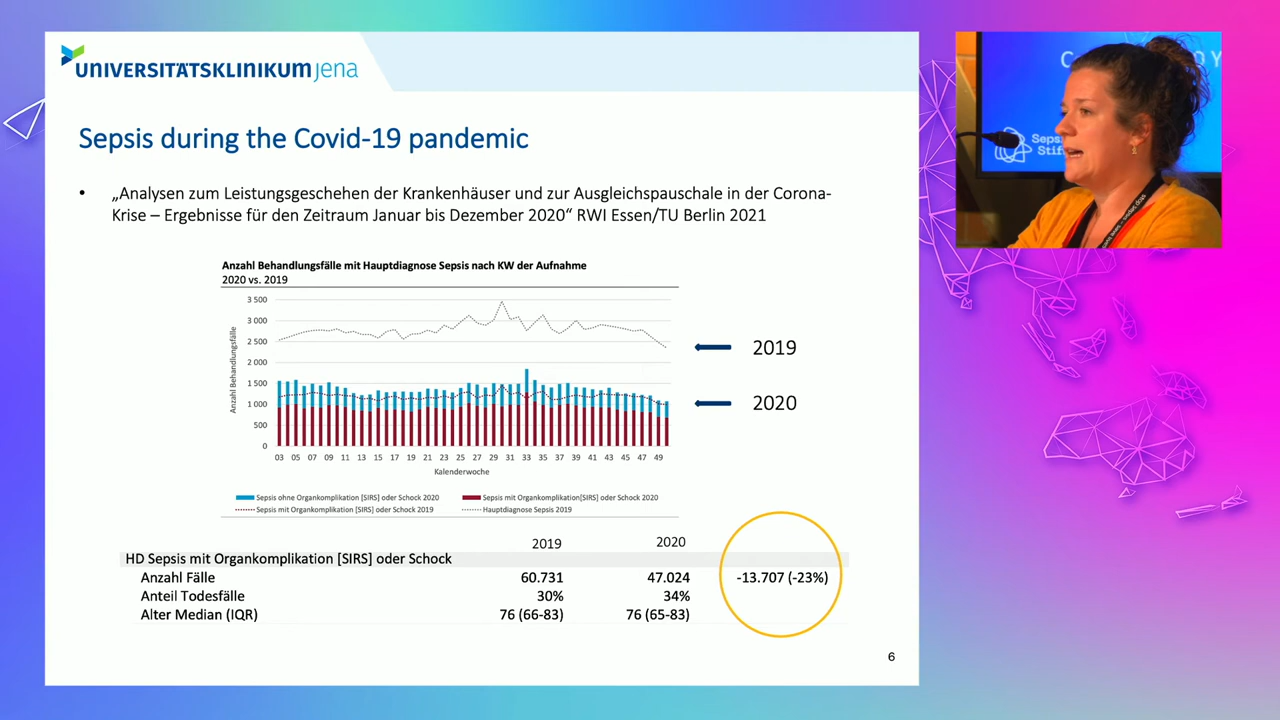 UNIVERSITÄTSKLINIKUM jena
Sepsis during the Covid-19 pandemic
• „Analysen zum Leistungsgeschehen der Krankenhäuser und zur Ausgleichspauschale in der Corona-
Krise – Ergebnisse für den Zeitraum Januar bis Dezember 2020“ RWI Essen/TU Berlin 2021
Anzahl Behandlungsfälle mit Hauptdiagnose Sepsis nach KW der Aufnahme
2020 vs. 2019
Anzahl Behandlungsfälle
3 500
3 000
2 500
2 000
1 500
1 000
500
0
03 05 07 09 11 13 15 17 19 21 23 25 27 29 31 33 35 37 39 41 43 45 47 49
Kalenderwoche
Sepsis ohne Organkomplikation [SIRS] oder Schock 2020 Sepsis mit Organkomplikation[SIRS] oder Schock 2020
Sepsis mit Organkomplikation [SIRS] oder Schock 2019 Hauptdiagnose Sepsis 2019
2019
2020
2019 2020
HD Sepsis mit Organkomplikation [SIRS] oder Schock
Anzahl Fälle 60.731 47.024 -13.707 (-23%)
Anteil Todesfälle 30% 34%
Alter Median (IQR) 76 (66-83) 76 (65-83)
6